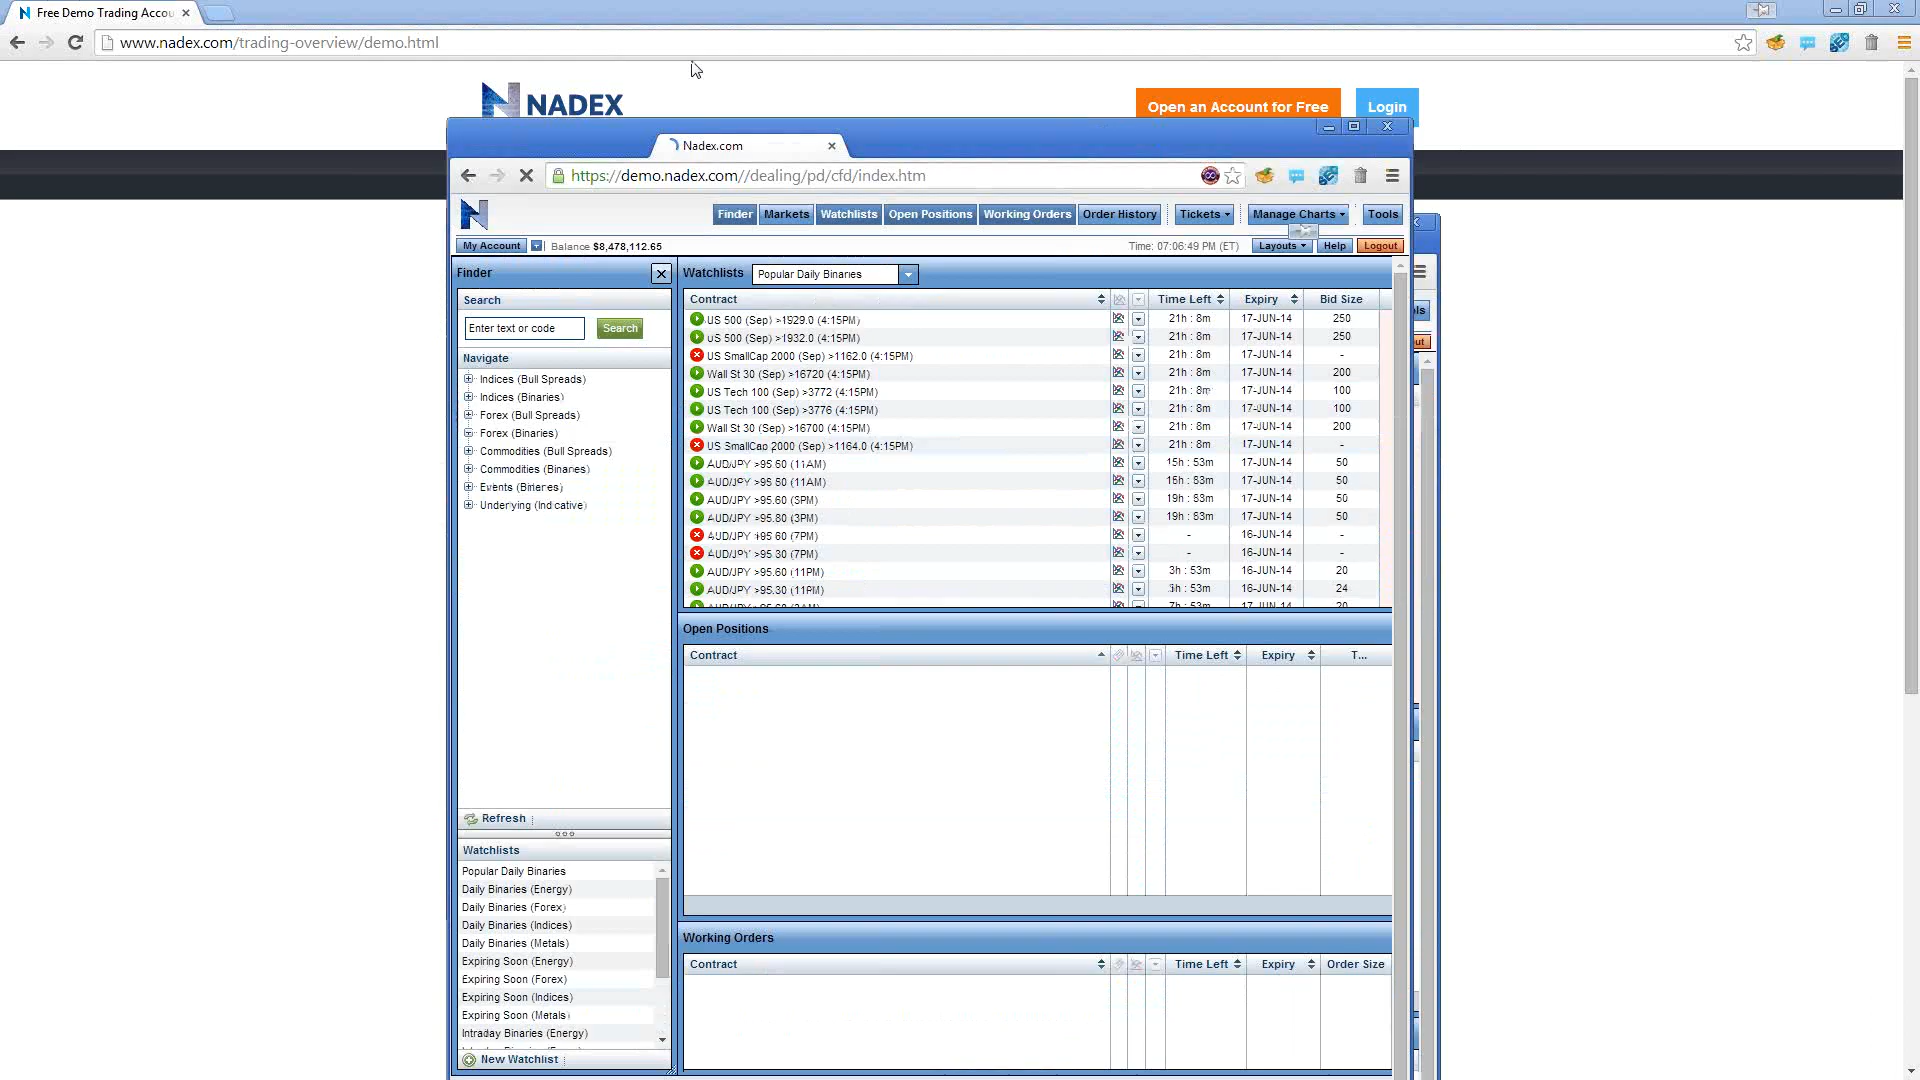 Free Demo Trading Accou
www.nadex.com/trading-overview/demo.html
NADEX
Open an Account for Free
Login
Nadex.com
https://demo.nadex.com//dealing/pd/cfd/index.htm
Finder Markets Watchlists Open Positions Working Orders Order History Tickets Manage Charts Tools
My Account Balance $8,478,112.65 Time: 07:06:49 PM (ET) Layouts Help Logout
Finder
Search
Enter text or code Search
Navigate
Indices (Bull Spreads)
Indices (Binaries)
Forex (Bull Spreads)
Forex (Binaries)
Commodities (Bull Spreads)
Commodities (Binaries)
Events (Binaries)
Underlying (Indicative)
Refresh
Watchlists
Popular Daily Binaries
Daily Binaries (Energy)
Daily Binaries (Forex)
Daily Binaries (Indices)
Daily Binaries (Metals)
Expiring Soon (Energy)
Expiring Soon (Forex)
Expiring Soon (Indices)
Expiring Soon (Metals)
Intraday Binaries (Energy)
New Watchlist
Watchlists Popular Daily Binaries
Contract Time Left Expiry Bid Size
US 500 (Sep) >1929.0 (4:15PM) 21h : 8m 17-JUN-14 250
US 500 (Sep) >1932.0 (4:15PM) 21h : 8m 17-JUN-14 250
US SmallCap 2000 (Sep) >1162.0 (4:15PM) 21h : 8m 17-JUN-14 -
Wall St 30 (Sep) >16720 (4:15PM) 21h : 8m 17-JUN-14 200
US Tech 100 (Sep) >3772 (4:15PM) 21h : 8m 17-JUN-14 100
US Tech 100 (Sep) >3776 (4:15PM) 21h : 8m 17-JUN-14 100
Wall St 30 (Sep) >16700 (4:15PM) 21h : 8m 17-JUN-14 200
US SmallCap 2000 (Sep) >1164.0 (4:15PM) 21h : 8m 17-JUN-14 -
AUD/JPY >95.60 (11AM) 15h : 53m 17-JUN-14 50
AUD/JPY (11AM) 17-JUN-14 50
AUD/JPY >95.60 (3PM) 19h : 17-JUN-14 50
AUD/JPY >95.80 (3PM) 19h : 17-JUN-14 50
AUD/JPY (7PM) - 16-JUN-14 -
AUD/JPY (7PM) - 16-JUN-14 -
AUD/JPY >95.60 (11PM) 3h : 53m 16-JUN-14 20
AUD/JPY (11PM) 16-JUN-14 24
Open Positions
Contract Time Left Expiry T...
Working Orders
Contract Time Left Expiry Order Size